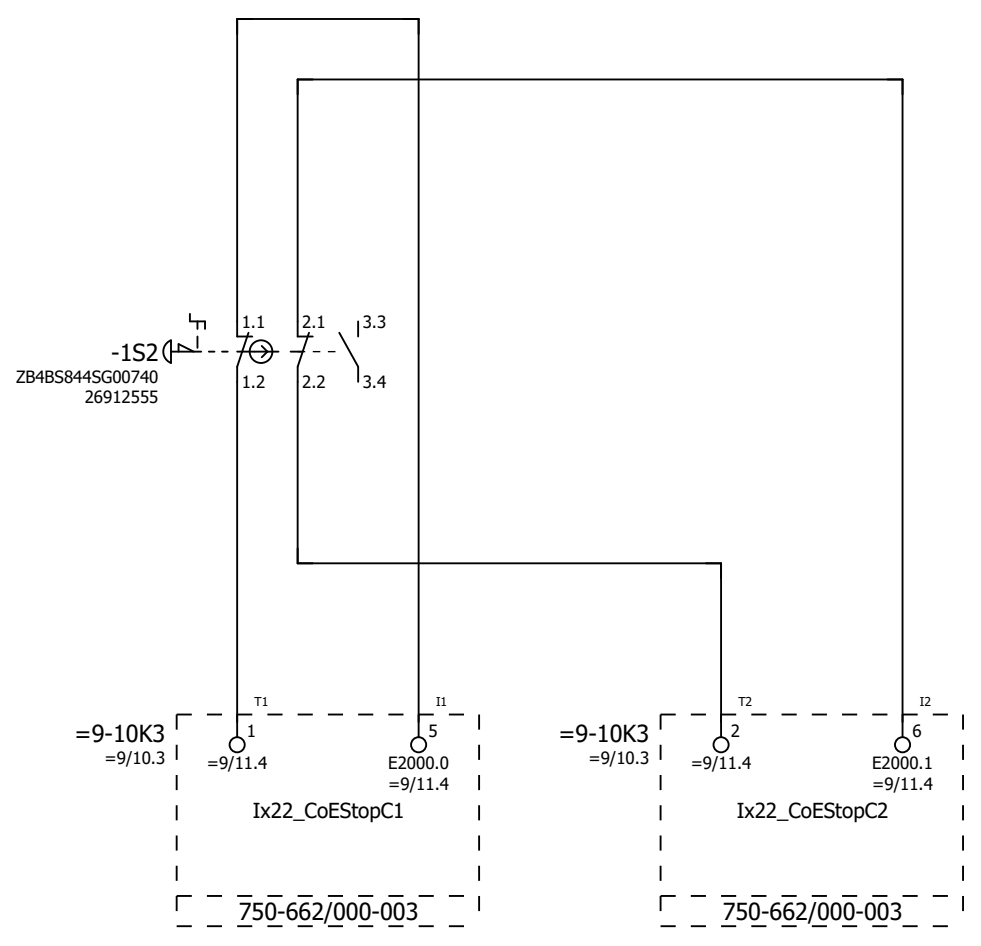 1.1
2.1
3.3
-1S2
ZB4BS844SG00740
26912555
1.2
2.2
3.4
T1
I1
T2
I2
=9-10K3
=9/10.3
1
=9/11.4
5
E2000.0
=9/11.4
Ix22_CoEStopC1
750-662/000-003
=9-10K3
=9/10.3
2
=9/11.4
6
E2000.1
=9/11.4
Ix22_CoEStopC2
750-662/000-003